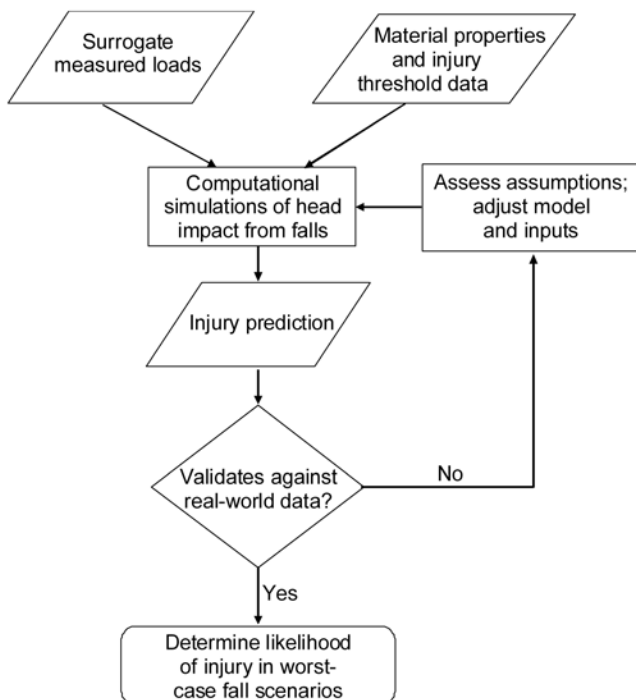 Surrogate
measured loads
Material properties
and injury
threshold data
Computational
simulations of head
impact from falls
Assess assumptions;
adjust model
and inputs
Injury prediction
Validates against
real-world data?
No
Yes
Determine likelihood
of injury in worst-
case fall scenarios